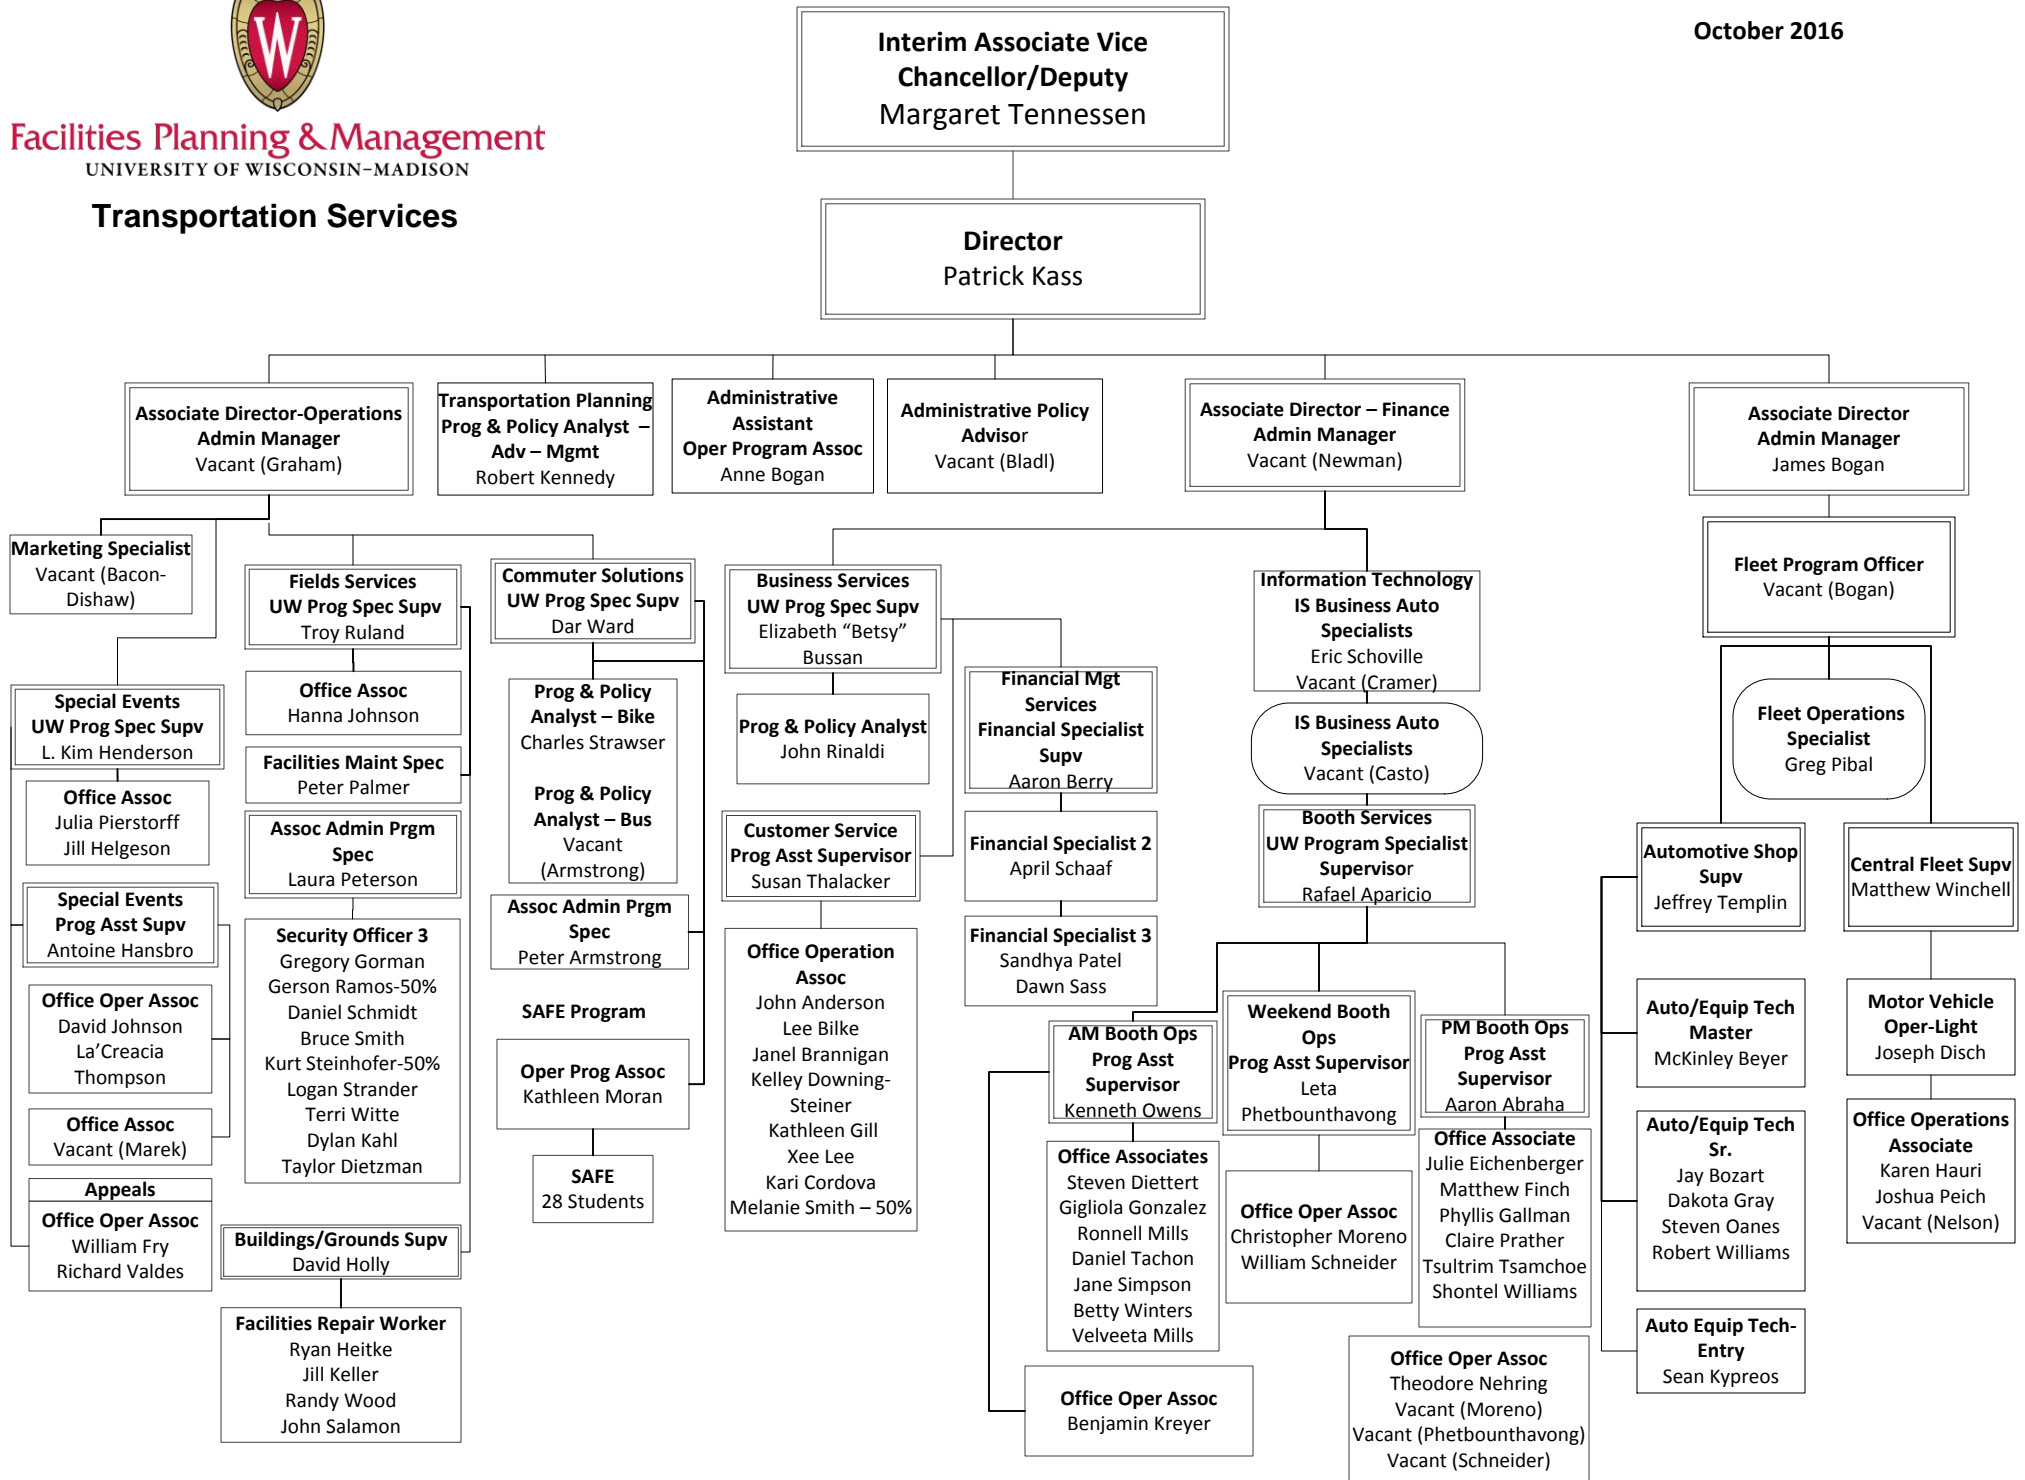 W
Facilities Planning & Management
UNIVERSITY OF WISCONSIN–MADISON
Transportation Services
October 2016
Interim Associate Vice
Chancellor/Deputy
Margaret Tennessen
Director
Patrick Kass
Associate Director-Operations
Admin Manager
Vacant (Graham)
Transportation Planning
Prog & Policy Analyst –
Adv – Mgmt
Robert Kennedy
Administrative
Assistant
Oper Program Assoc
Anne Bogan
Administrative Policy
Advisor
Vacant (Bladl)
Associate Director – Finance
Admin Manager
Vacant (Newman)
Associate Director
Admin Manager
James Bogan
Marketing Specialist
Vacant (Bacon-
Dishaw)
Special Events
UW Prog Spec Supv
L. Kim Henderson
Office Assoc
Julia Pierstorff
Jill Helgeson
Special Events
Prog Asst Supv
Antoine Hansbro
Office Oper Assoc
David Johnson
La’Creacia
Thompson
Office Assoc
Vacant (Marek)
Appeals
Office Oper Assoc
William Fry
Richard Valdes
Fields Services
UW Prog Spec Supv
Troy Ruland
Office Assoc
Hanna Johnson
Facilities Maint Spec
Peter Palmer
Assoc Admin Prgm
Spec
Laura Peterson
Security Officer 3
Gregory Gorman
Gerson Ramos-50%
Daniel Schmidt
Bruce Smith
Kurt Steinhofer-50%
Logan Strander
Terri Witte
Dylan Kahl
Taylor Dietzman
Buildings/Grounds Supv
David Holly
Facilities Repair Worker
Ryan Heitke
Jill Keller
Randy Wood
John Salamon
Commuter Solutions
UW Prog Spec Supv
Dar Ward
Prog & Policy
Analyst – Bike
Charles Strawser
Prog & Policy
Analyst – Bus
Vacant
(Armstrong)
Assoc Admin Prgm
Spec
Peter Armstrong
SAFE Program
Oper Prog Assoc
Kathleen Moran
SAFE
28 Students
Business Services
UW Prog Spec Supv
Elizabeth “Betsy”
Bussan
Prog & Policy Analyst
John Rinaldi
Customer Service
Prog Asst Supervisor
Susan Thalacker
Office Operation
Assoc
John Anderson
Lee Bilke
Janel Brannigan
Kelley Downing-
Steiner
Kathleen Gill
Xee Lee
Kari Cordova
Melanie Smith – 50%
Financial Mgt
Services
Financial Specialist
Supv
Aaron Berry
Financial Specialist 2
April Schaaf
Financial Specialist 3
Sandhya Patel
Dawn Sass
Information Technology
IS Business Auto
Specialists
Eric Schoville
Vacant (Cramer)
IS Business Auto
Specialists
Vacant (Casto)
Booth Services
UW Program Specialist
Supervisor
Rafael Aparicio
AM Booth Ops
Prog Asst
Supervisor
Kenneth Owens
Office Associates
Steven Diettert
Gigliola Gonzalez
Ronnell Mills
Daniel Tachon
Jane Simpson
Betty Winters
Velveeta Mills
Office Oper Assoc
Benjamin Kreyer
Weekend Booth
Ops
Prog Asst Supervisor
Leta
Phetbounthavong
Office Oper Assoc
Christopher Moreno
William Schneider
PM Booth Ops
Prog Asst
Supervisor
Aaron Abraha
Office Associate
Julie Eichenberger
Matthew Finch
Phyllis Gallman
Claire Prather
Tsultrim Tsamchoe
Shontel Williams
Office Oper Assoc
Theodore Nehring
Vacant (Moreno)
Vacant (Phetbounthavong)
Vacant (Schneider)
Fleet Program Officer
Vacant (Bogan)
Fleet Operations
Specialist
Greg Pibal
Automotive Shop
Supv
Jeffrey Templin
Auto/Equip Tech
Master
McKinley Beyer
Auto/Equip Tech
Sr.
Jay Bozart
Dakota Gray
Steven Oanes
Robert Williams
Auto Equip Tech-
Entry
Sean Kypreos
Central Fleet Supv
Matthew Winchell
Motor Vehicle
Oper-Light
Joseph Disch
Office Operations
Associate
Karen Hauri
Joshua Peich
Vacant (Nelson)